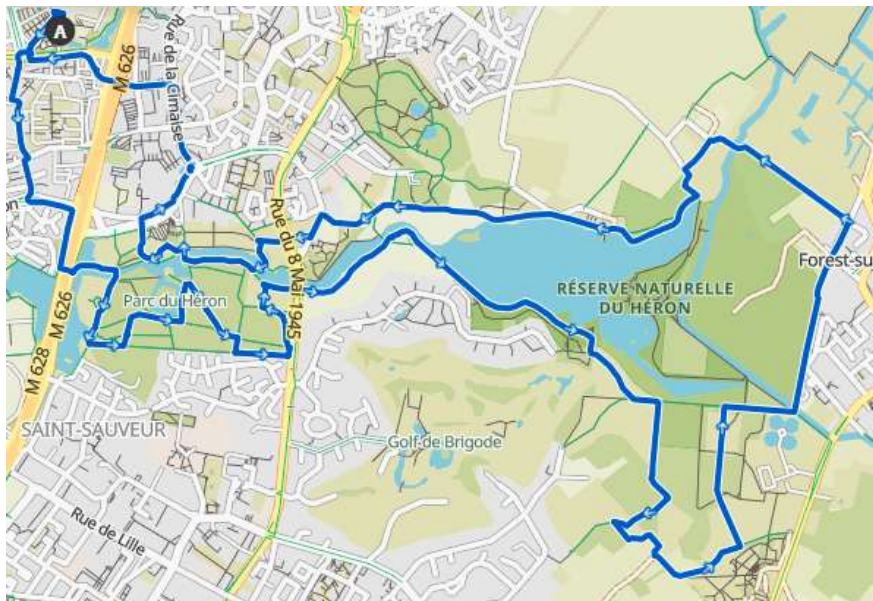 A
M 626
Rue de la Cimaise
Rue du 8 Mai 1945
Forest-su
Parc du Héron
RÉSERVE NATURELLE
DU HÉRON
M 626
M 628
SAINT-SAUVEUR
Golf de Brigode
Rue de Lille